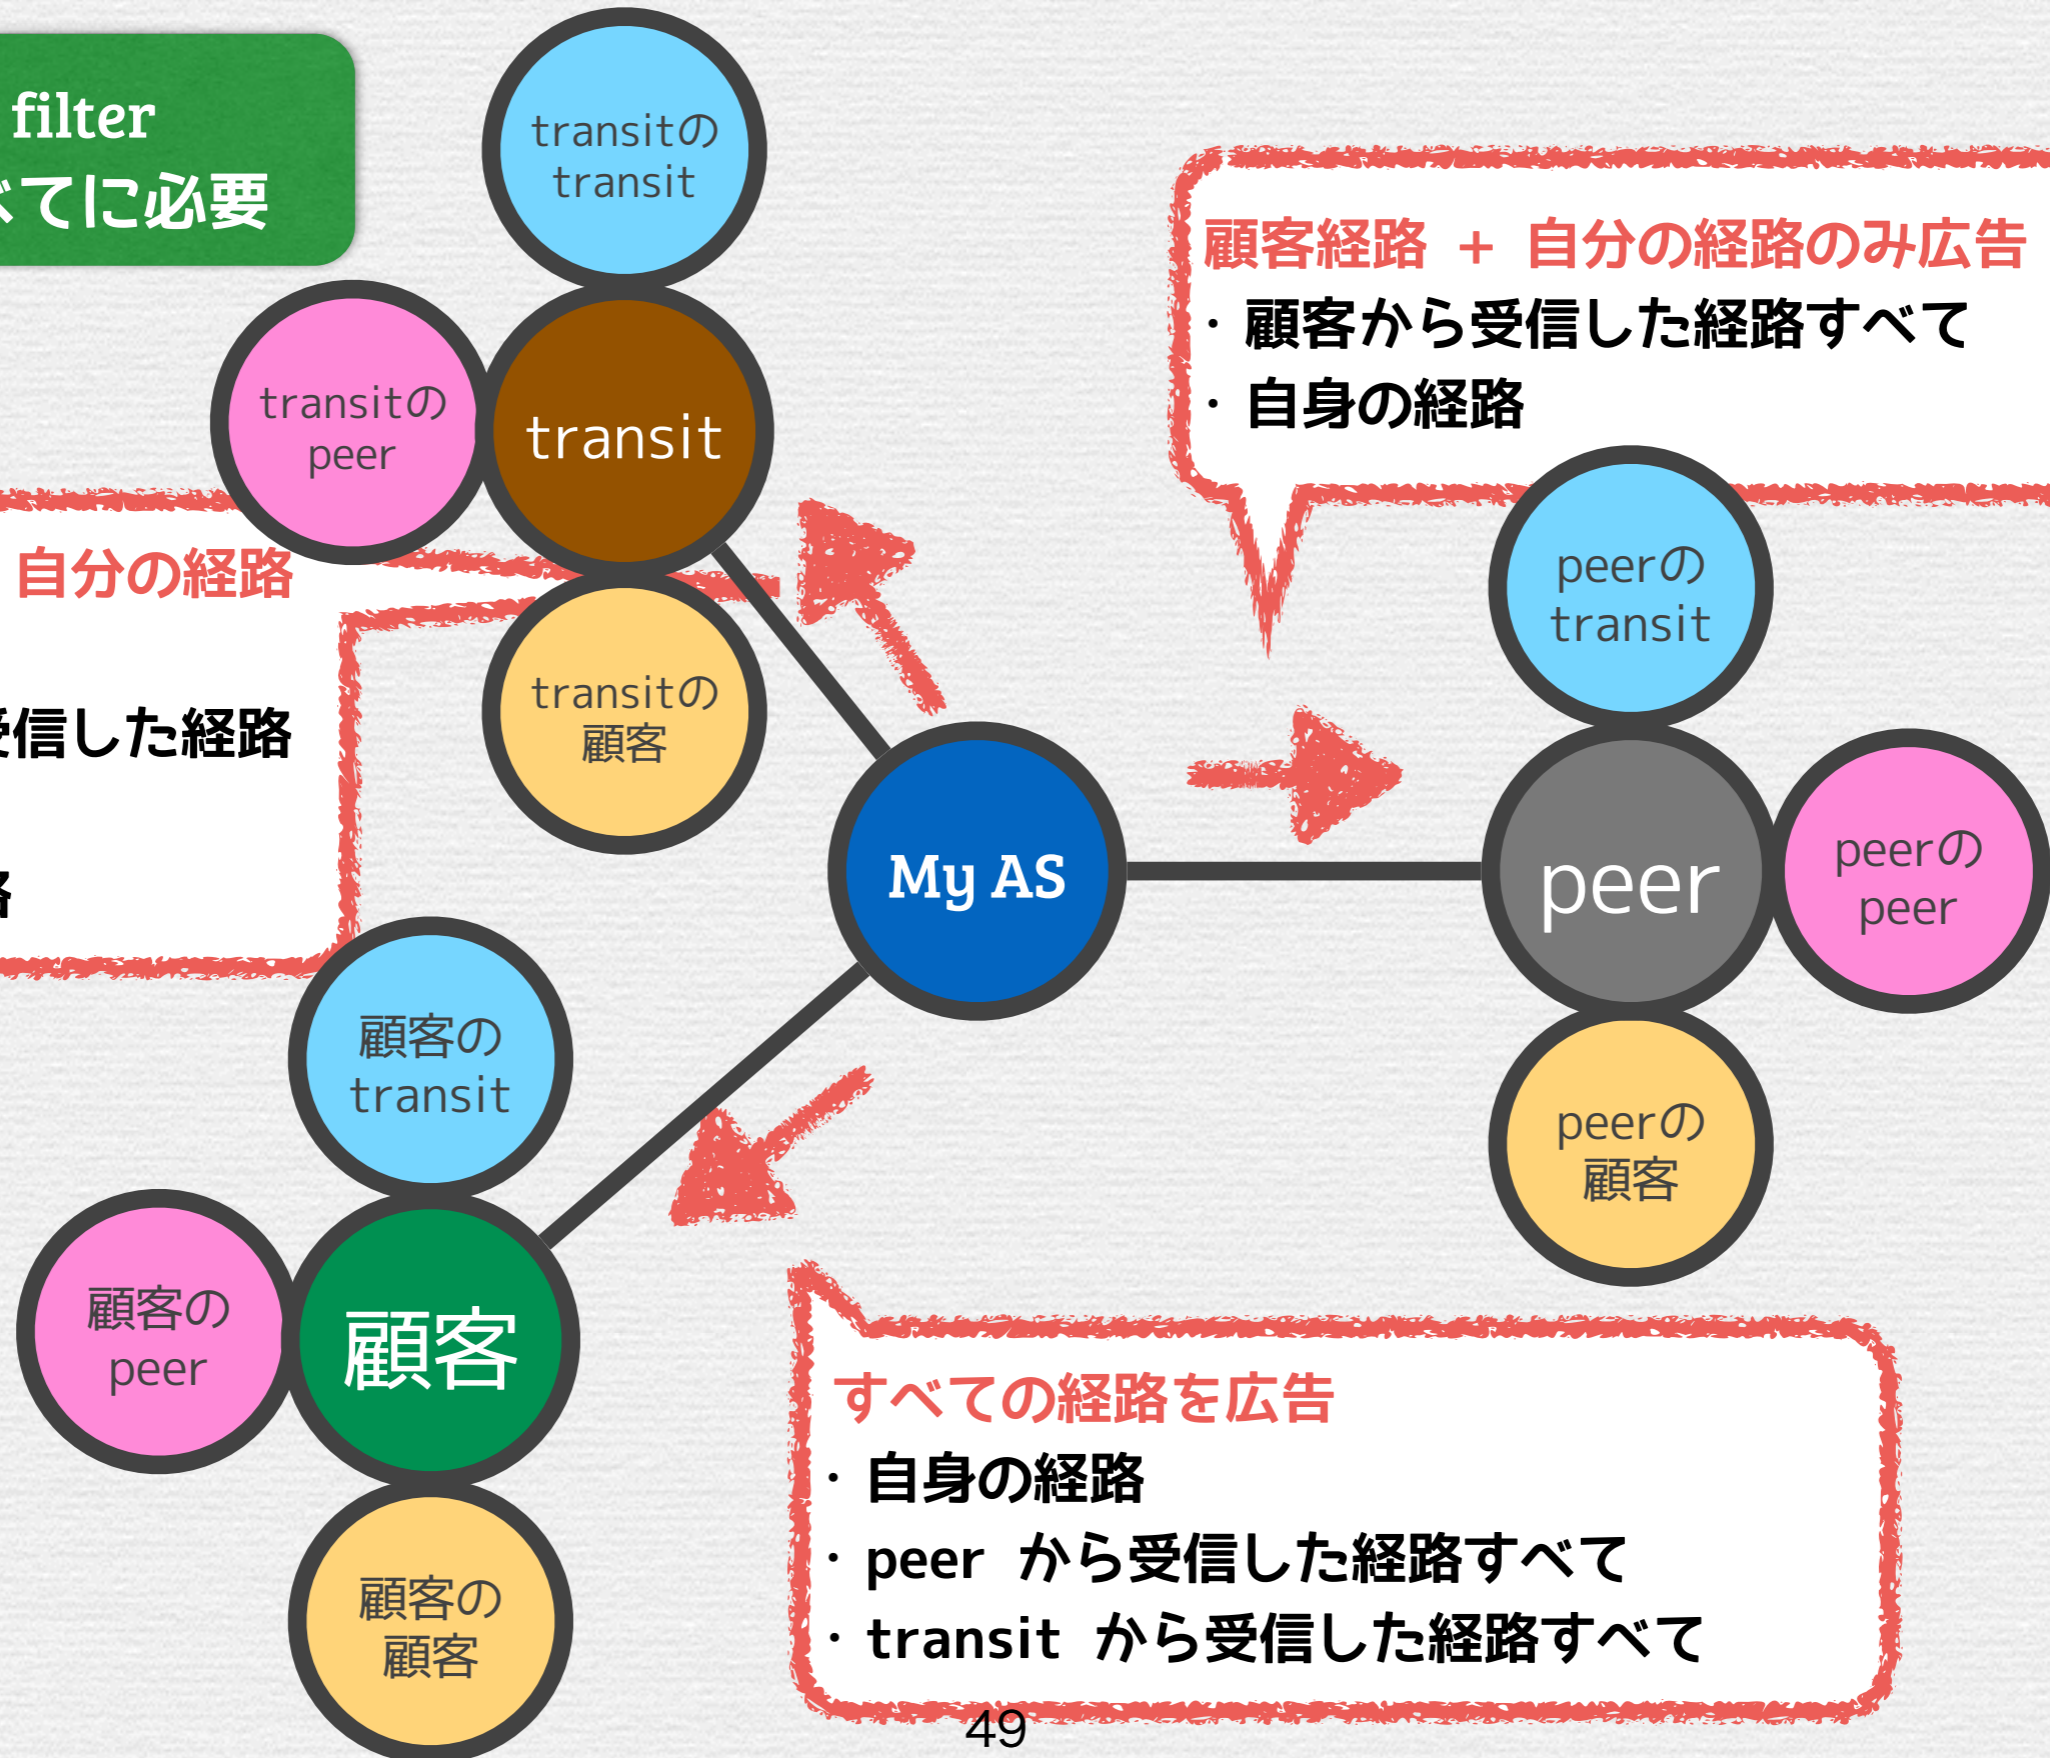 filter
べてに必要
transitの
transit
transitの
peer
transit
transitの
顧客
自分の経路
受信した経路
顧客経路 + 自分の経路のみ広告
・顧客から受信した経路すべて
・自身の経路
peerの
transit
My AS
peer
peerの
peer
peerの
顧客
顧客の
transit
顧客の
peer
顧客
顧客の
顧客
すべての経路を広告
・自身の経路
・peer から受信した経路すべて
・transit から受信した経路すべて
49